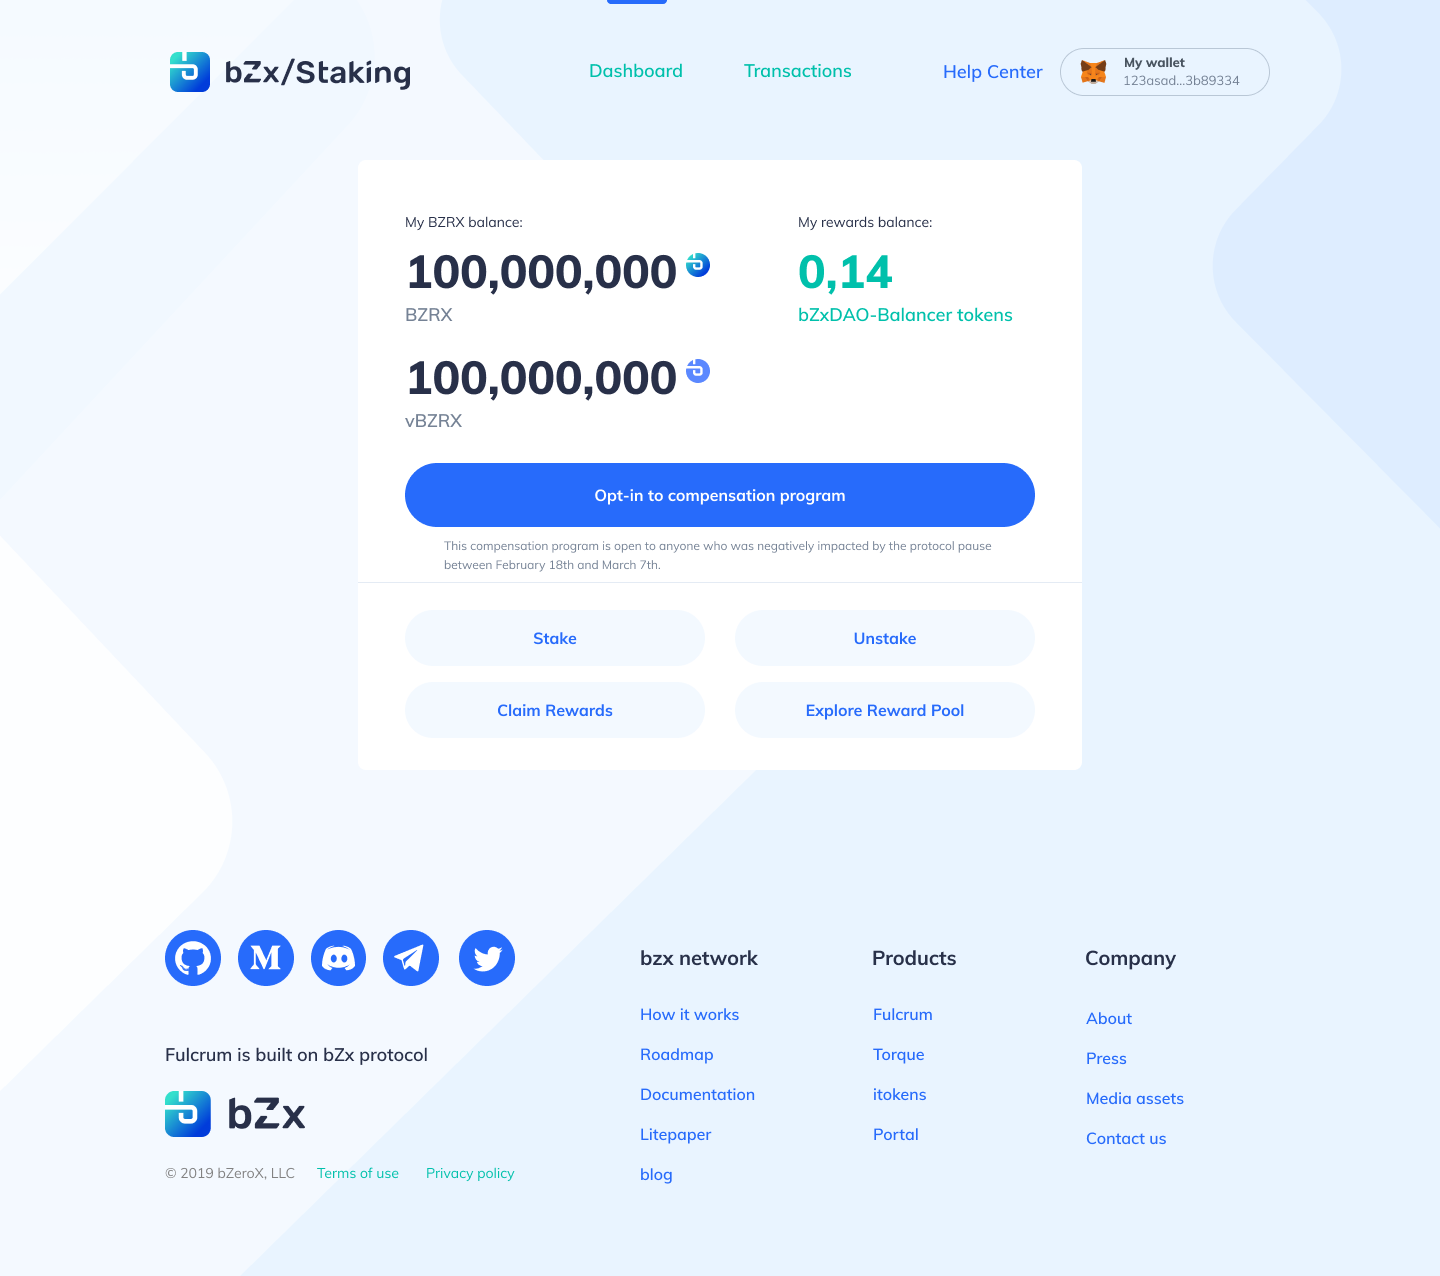 bZx/Staking
Dashboard
Transactions
Help Center
My wallet
123asad...3b89334
My BZRX balance:
100,000,000
BZRX
100,000,000
vBZRX
My rewards balance:
0,14
bZxDAO-Balancer tokens
Opt-in to compensation program
This compensation program is open to anyone who was negatively impacted by the protocol pause
between February 18th and March 7th.
Stake
Unstake
Claim Rewards
Explore Reward Pool
M
Fulcrum is built on bZx protocol
bZx
© 2019 bZeroX, LLC
Terms of use
Privacy policy
bzx network
How it works
Roadmap
Documentation
Litepaper
blog
Products
Fulcrum
Torque
itokens
Portal
Company
About
Press
Media assets
Contact us